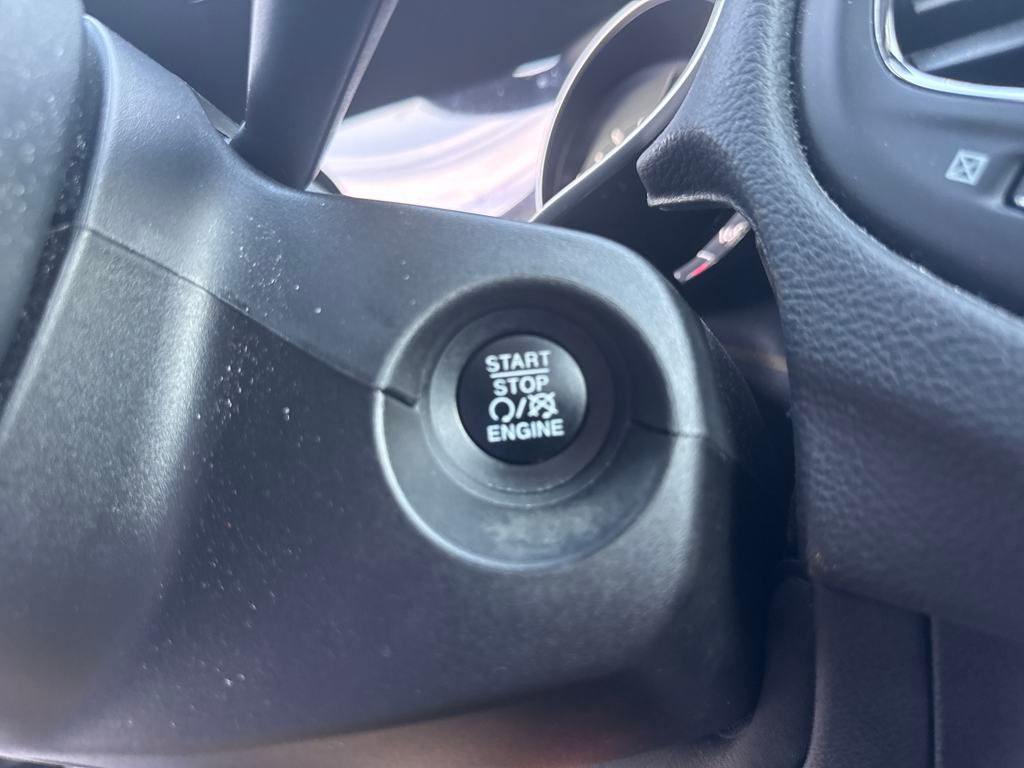 START
STOP
/
ENGINE